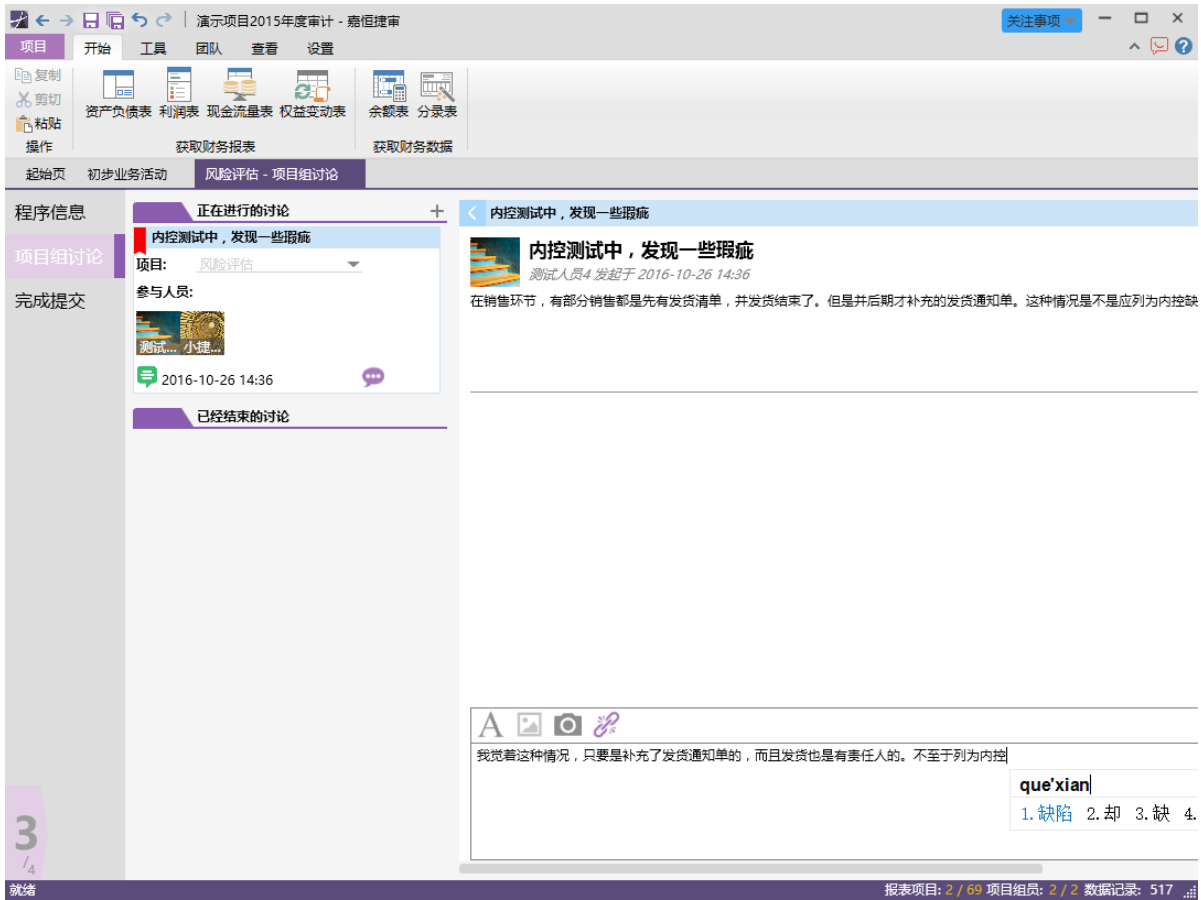 演示项目2015年度审计 - 嘉恒捷审
关注事项
项目 开始 工具 团队 查看 设置
复制
剪切
粘贴
资产负债表 利润表 现金流量表 权益变动表 余额表 分录表
操作 获取财务报表 获取财务数据
起始页 初步业务活动 风险评估 - 项目组讨论
程序信息
项目组讨论
完成提交
正在进行的讨论
内控测试中，发现一些瑕疵
项目: 风险评估
参与人员:
测试... 小捷...
2016-10-26 14:36
已经结束的讨论
内控测试中，发现一些瑕疵
内控测试中，发现一些瑕疵
测试人员4 发起于 2016-10-26 14:36
在销售环节，有部分销售都是先有发货清单，并发货结束了。但是并后期才补充的发货通知单。这种情况是不是应列为内控缺
A
我觉着这种情况，只要是补充了发货通知单的，而且发货也是有责任人的。不至于列为内控
que'xian
1.缺陷 2.却 3.缺 4.
3
/4
就绪
报表项目: 2 / 69 项目组员: 2 / 2 数据记录: 517